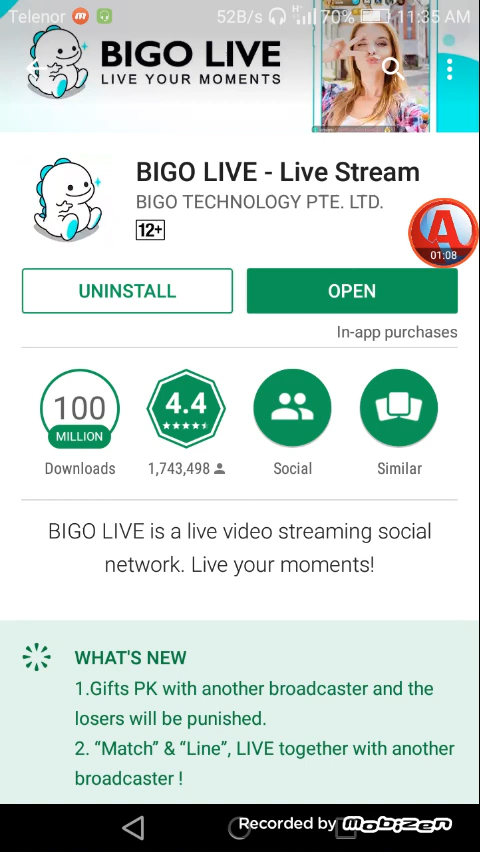 Telenor 52B/s 70% 11:35 AM
BIGO LIVE
LIVE YOUR MOMENTS
BIGO LIVE - Live Stream
BIGO TECHNOLOGY PTE. LTD.
12+
A
01:08
UNINSTALL OPEN
In-app purchases
100 4.4
MILLION
Downloads 1,743,498 Social Similar
BIGO LIVE is a live video streaming social
network. Live your moments!
WHAT'S NEW
1.Gifts PK with another broadcaster and the
losers will be punished.
2. “Match” & “Line”, LIVE together with another
broadcaster !
Recorded by Mobizen